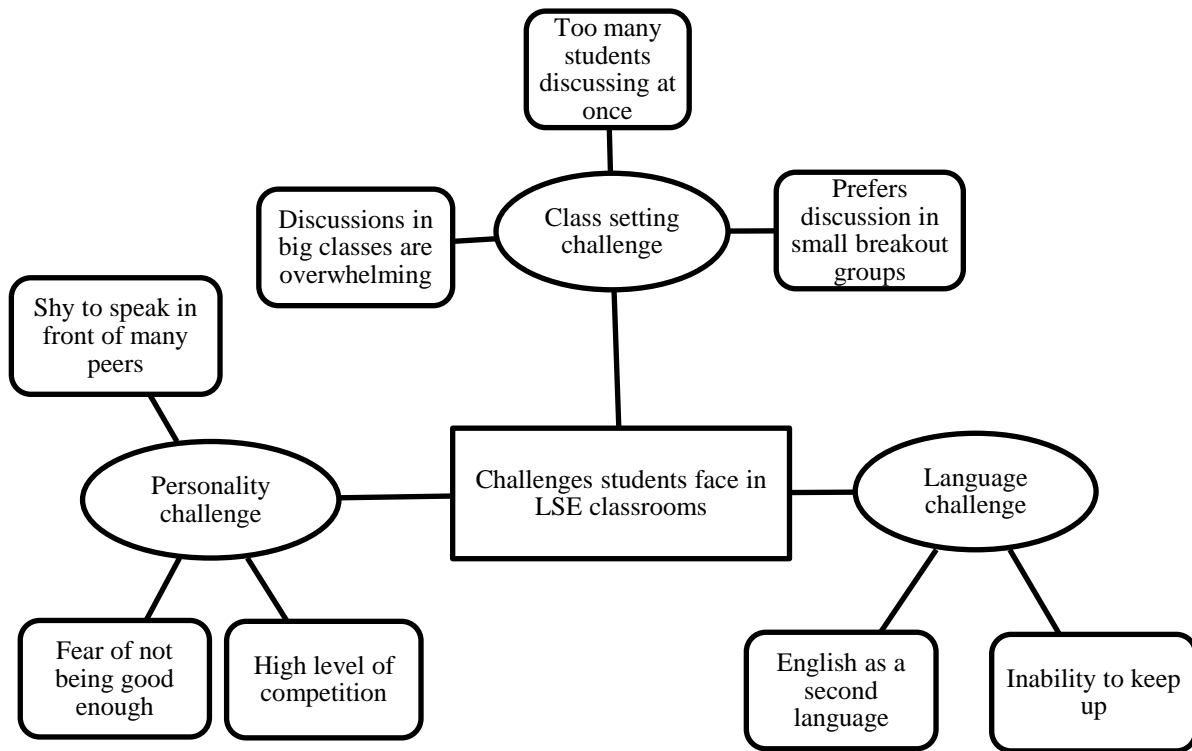 Too many
students
discussing at
once
Discussions in
big classes are
overwhelming
Class setting
challenge
Prefers
discussion in
small breakout
groups
Shy to speak in
front of many
peers
Personality
challenge
Challenges students face in
LSE classrooms
Language
challenge
Fear of not
being good
enough
High level of
competition
English as a
second
language
Inability to keep
up